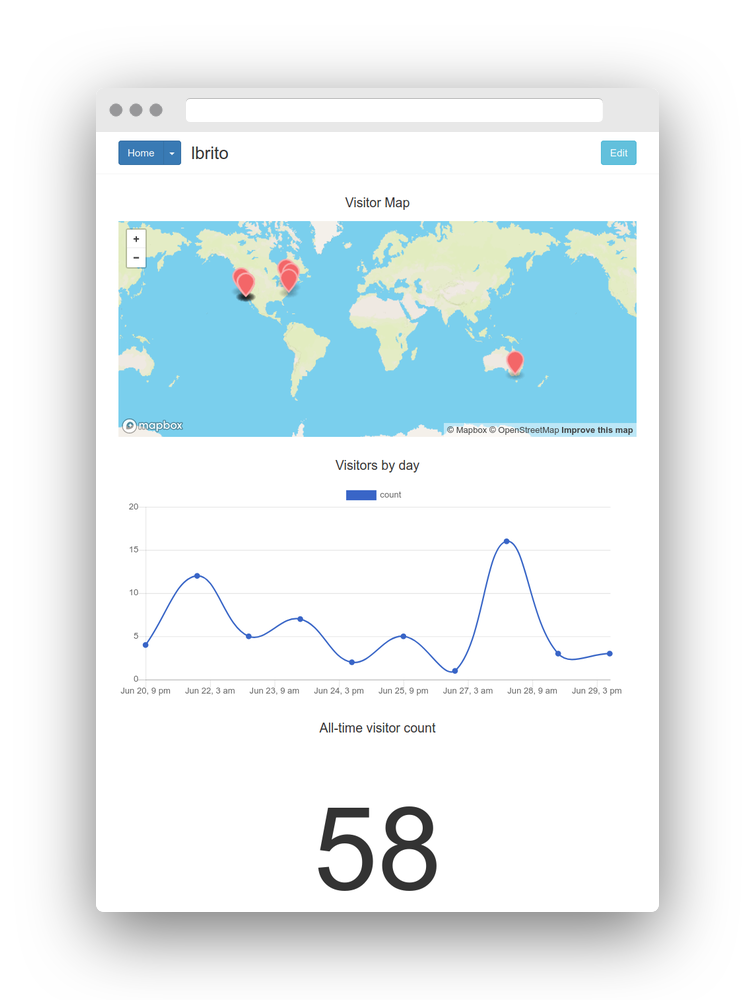 Home lbrito Edit
Visitor Map
+
−
mapbox © Mapbox © OpenStreetMap Improve this map
Visitors by day
count
20
15
10
5
0
Jun 20, 9 pm Jun 22, 3 am Jun 23, 9 am Jun 24, 3 pm Jun 25, 9 pm Jun 27, 3 am Jun 28, 9 am Jun 29, 3 pm
All-time visitor count
58